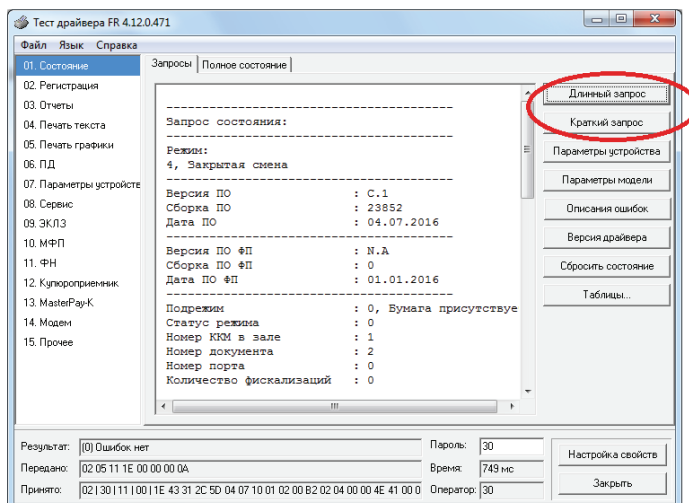 Тест драйвера FR 4.12.0.471
Файл Язык Справка
01. Состояние
02. Регистрация
03. Отчеты
04. Печать текста
05. Печать графики
06. ПД
07. Параметры устройств
08. Сервис
09. ЭКЛЗ
10. МФП
11. ФН
12. Купюроприемник
13. MasterPay-K
14. Модем
15. Прочее
Запросы Полное состояние
----------------------------------------
Запрос состояния:
----------------------------------------
Режим:
4, Закрытая смена
----------------------------------------
Версия ПО : C.1
Сборка ПО : 23852
Дата ПО : 04.07.2016
----------------------------------------
Версия ПО ФП : N.A
Сборка ПО ФП : 0
Дата ПО ФП : 01.01.2016
----------------------------------------
Подрежим : 0, Бумага присутствуе
Статус режима : 0
Номер ККМ в зале : 1
Номер документа : 2
Номер порта : 0
Количество фискализаций : 0
Длинный запрос
Краткий запрос
Параметры устройства
Параметры модели
Описания ошибок
Версия драйвера
Сбросить состояние
Таблицы...
Результат: (0) Ошибок нет
Передано: 02 05 11 1E 00 00 00 0A
Принято: 02 | 30 | 11 | 00 | 1E 43 31 2C 5D 04 07 10 01 02 00 B2 02 04 00 00 4E 41 00 0
Пароль: 30
Время: 749 мс
Оператор: 30
Настройка свойств
Закрыть